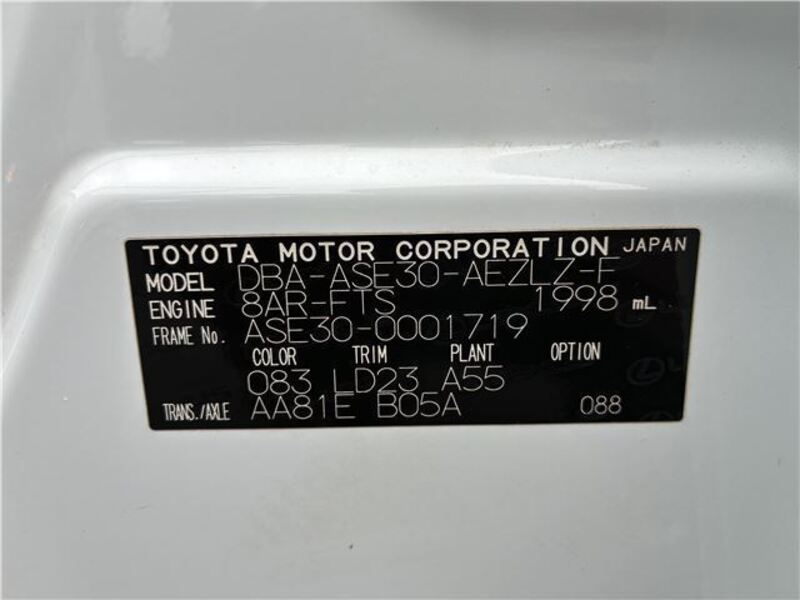 TOYOTA MOTOR CORPORATION JAPAN
MODEL DBA-ASE30-AEZLZ-F
ENGINE 8AR-FTS 1998 mL
FRAME No. ASE30-0001719
COLOR TRIM PLANT OPTION
083 LD23 A55
TRANS./AXLE AA81E B05A 088